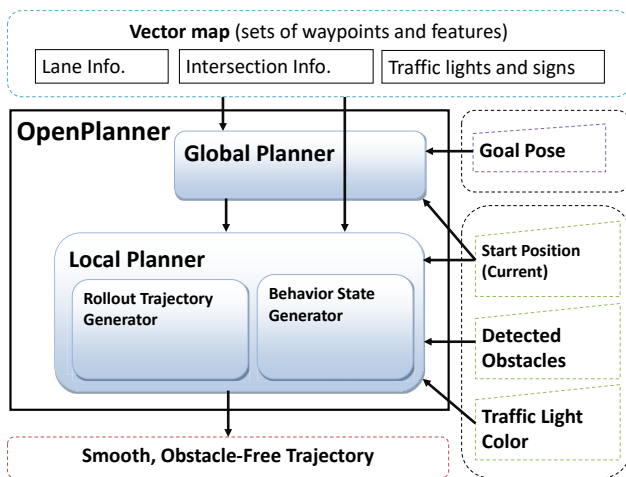 Vector map (sets of waypoints and features)
Lane Info.
Intersection Info.
Traffic lights and signs
OpenPlanner
Global Planner
Goal Pose
Local Planner
Rollout Trajectory
Generator
Behavior State
Generator
Start Position
(Current)
Detected
Obstacles
Traffic Light
Color
Smooth, Obstacle-Free Trajectory